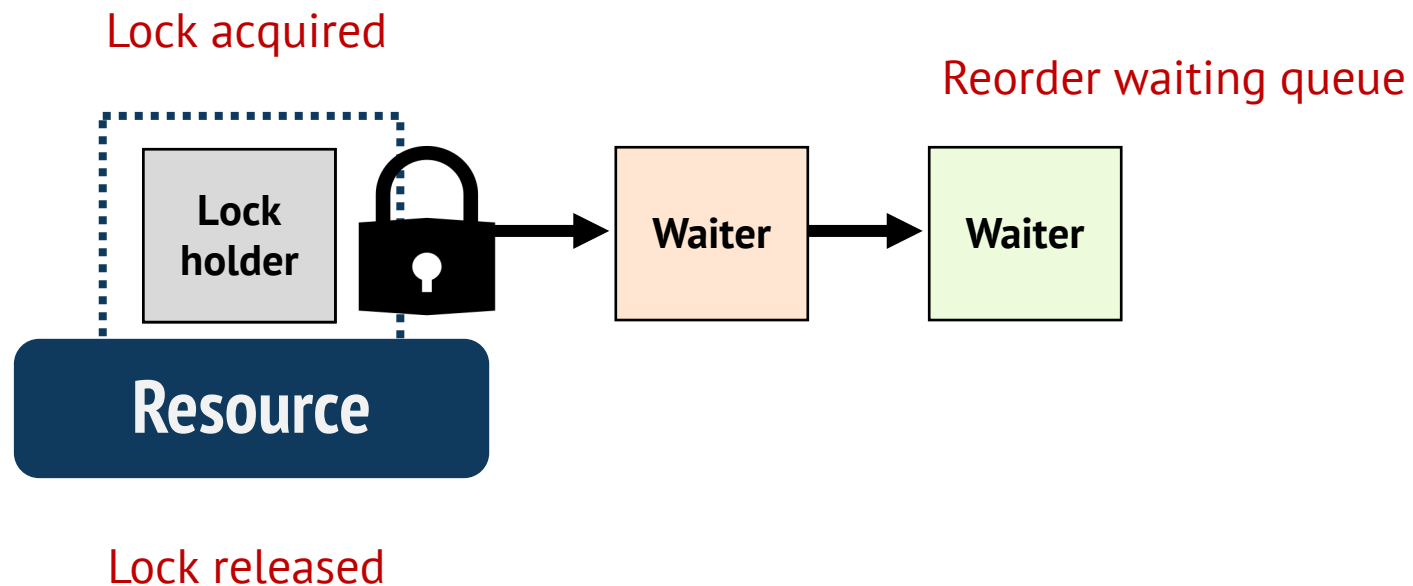 Lock acquired
Reorder waiting queue
Lock
holder
Waiter
Waiter
Resource
Lock released